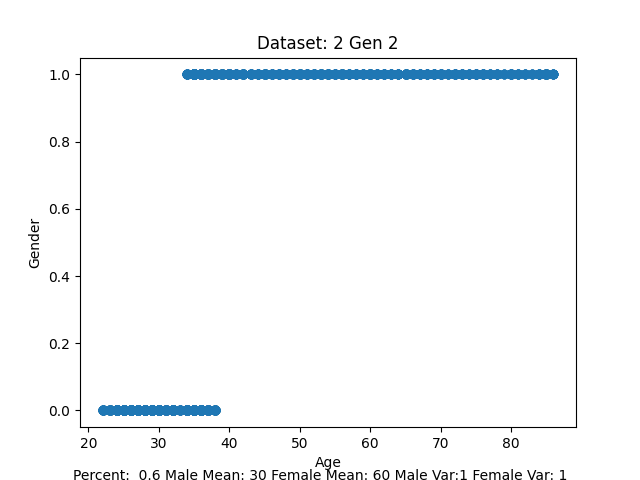 Dataset: 2 Gen 2
1.0
0.8
0.6
0.4
0.2
0.0
Gender
20 30 40 50 60 70 80
Age
Percent:  0.6 Male Mean: 30 Female Mean: 60 Male Var:1 Female Var: 1